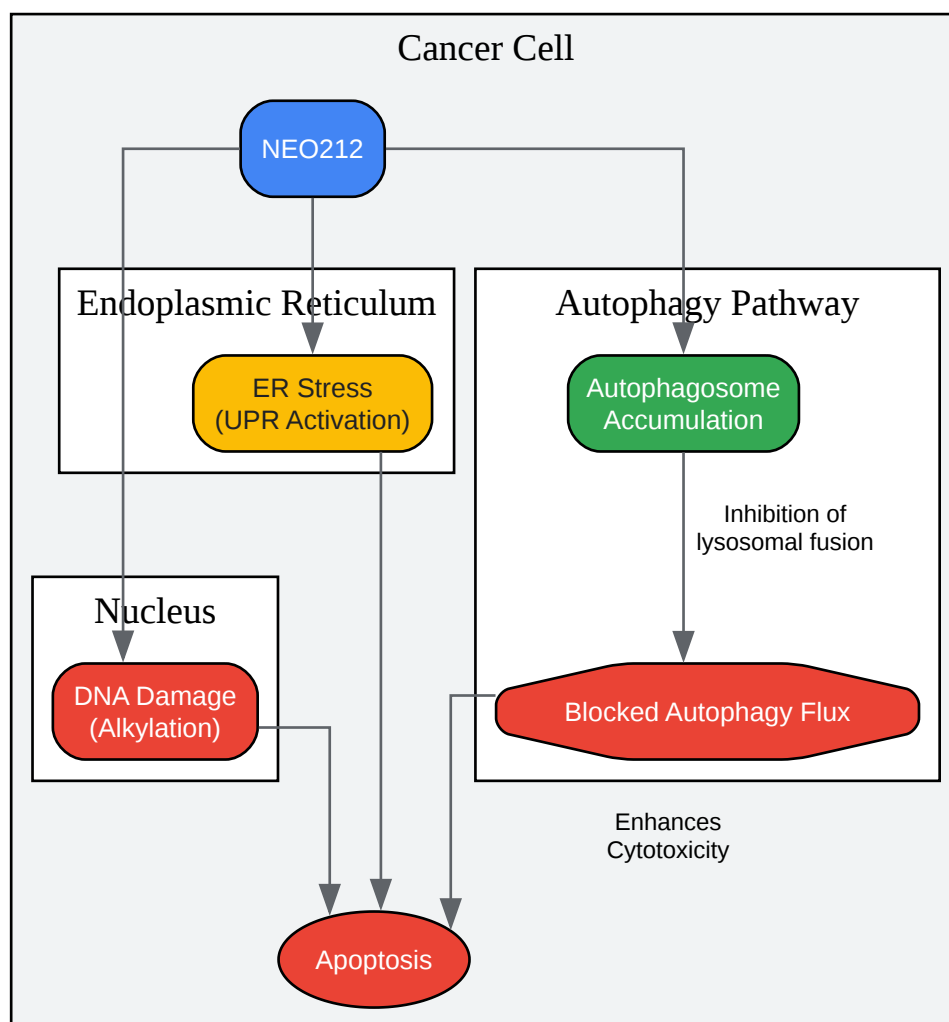 Cancer Cell
NEO212
Endoplasmic Reticulum
Autophagy Pathway
ER Stress
(UPR Activation)
Autophagosome
Accumulation
Inhibition of
lysosomal fusion
Nucleus
DNA Damage
(Alkylation)
Blocked Autophagy Flux
Enhances
Cytotoxicity
Apoptosis